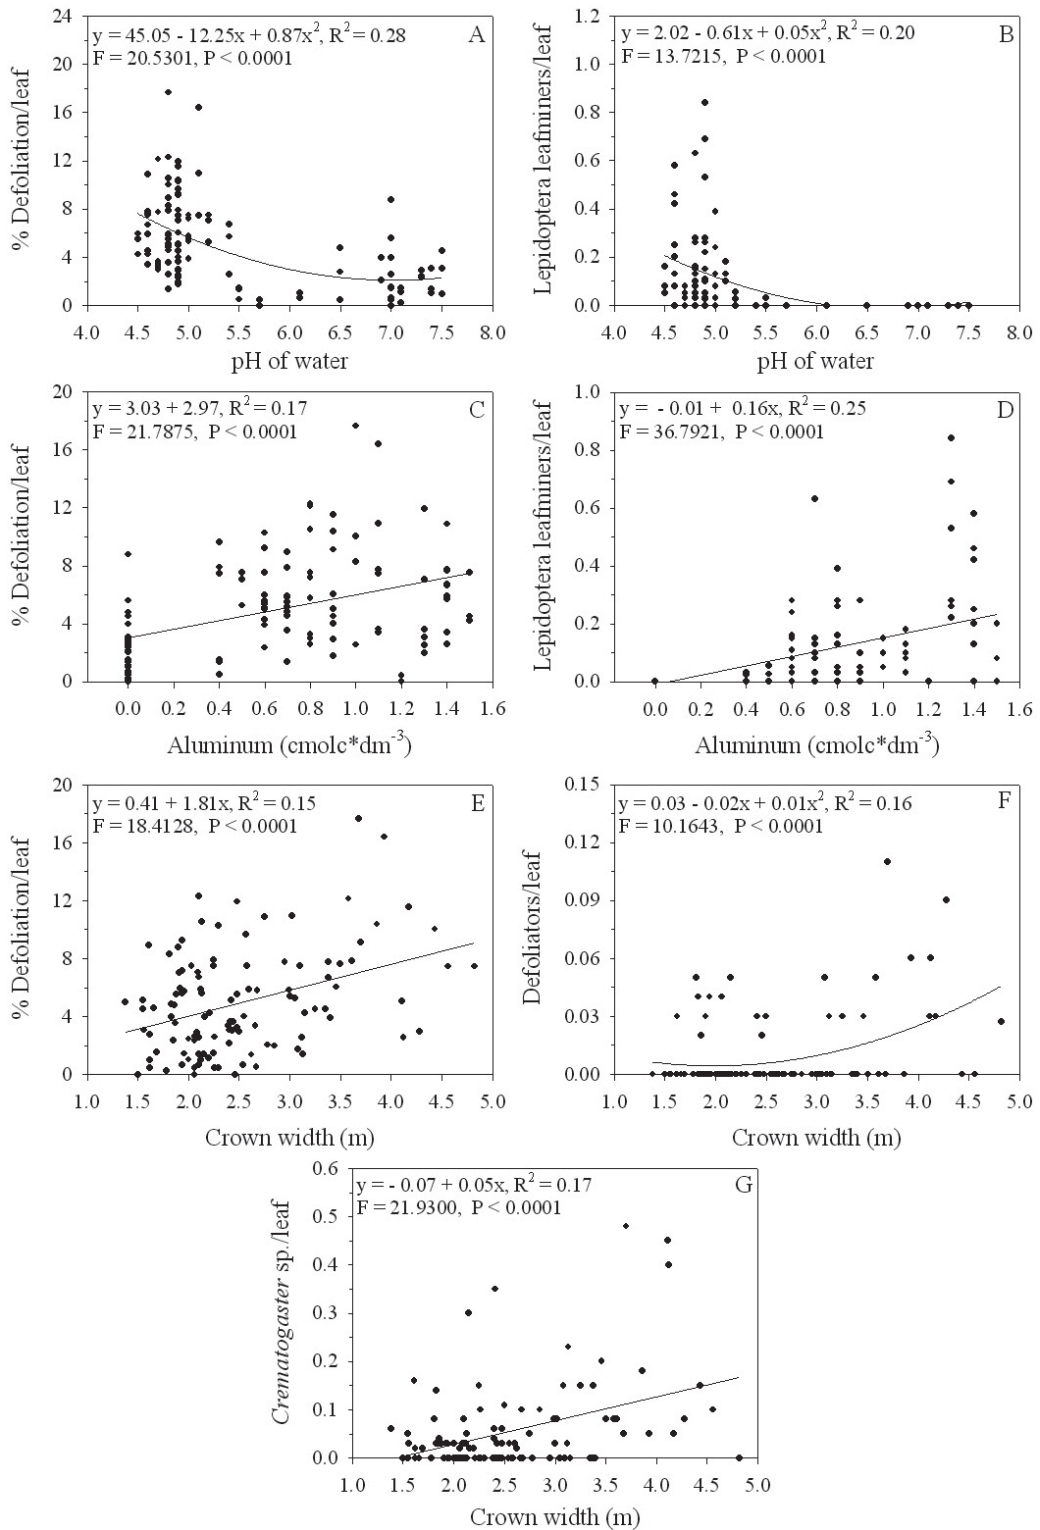 y = 45.05 - 12.25x + 0.87x², R² = 0.28
F = 20.5301, P < 0.0001
A
% Defoliation/leaf
24
20
16
12
8
4
0
4.0 4.5 5.0 5.5 6.0 6.5 7.0 7.5 8.0
pH of water
y = 2.02 - 0.61x + 0.05x², R² = 0.20
F = 13.7215, P < 0.0001
B
Lepidoptera leafminers/leaf
1.2
1.0
0.8
0.6
0.4
0.2
0.0
4.0 4.5 5.0 5.5 6.0 6.5 7.0 7.5 8.0
pH of water
y = 3.03 + 2.97, R² = 0.17
F = 21.7875, P < 0.0001
C
% Defoliation/leaf
20
16
12
8
4
0
0.0 0.2 0.4 0.6 0.8 1.0 1.2 1.4 1.6
Aluminum (cmolc*dm⁻³)
y = - 0.01 + 0.16x, R² = 0.25
F = 36.7921, P < 0.0001
D
Lepidoptera leafminers/leaf
1.0
0.8
0.6
0.4
0.2
0.0
0.0 0.2 0.4 0.6 0.8 1.0 1.2 1.4 1.6
Aluminum (cmolc*dm⁻³)
y = 0.41 + 1.81x, R² = 0.15
F = 18.4128, P < 0.0001
E
% Defoliation/leaf
20
16
12
8
4
0
1.0 1.5 2.0 2.5 3.0 3.5 4.0 4.5 5.0
Crown width (m)
y = 0.03 - 0.02x + 0.01x², R² = 0.16
F = 10.1643, P < 0.0001
F
Defoliators/leaf
0.15
0.12
0.09
0.06
0.03
0.00
1.0 1.5 2.0 2.5 3.0 3.5 4.0 4.5 5.0
Crown width (m)
y = - 0.07 + 0.05x, R² = 0.17
F = 21.9300, P < 0.0001
G
Crematogaster sp./leaf
0.6
0.5
0.4
0.3
0.2
0.1
0.0
1.0 1.5 2.0 2.5 3.0 3.5 4.0 4.5 5.0
Crown width (m)